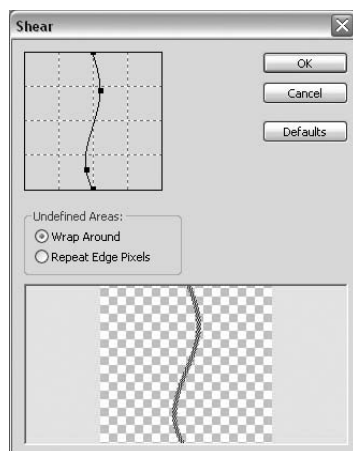 Shear
OK
Cancel
Defaults
Undefined Areas:
Wrap Around
Repeat Edge Pixels